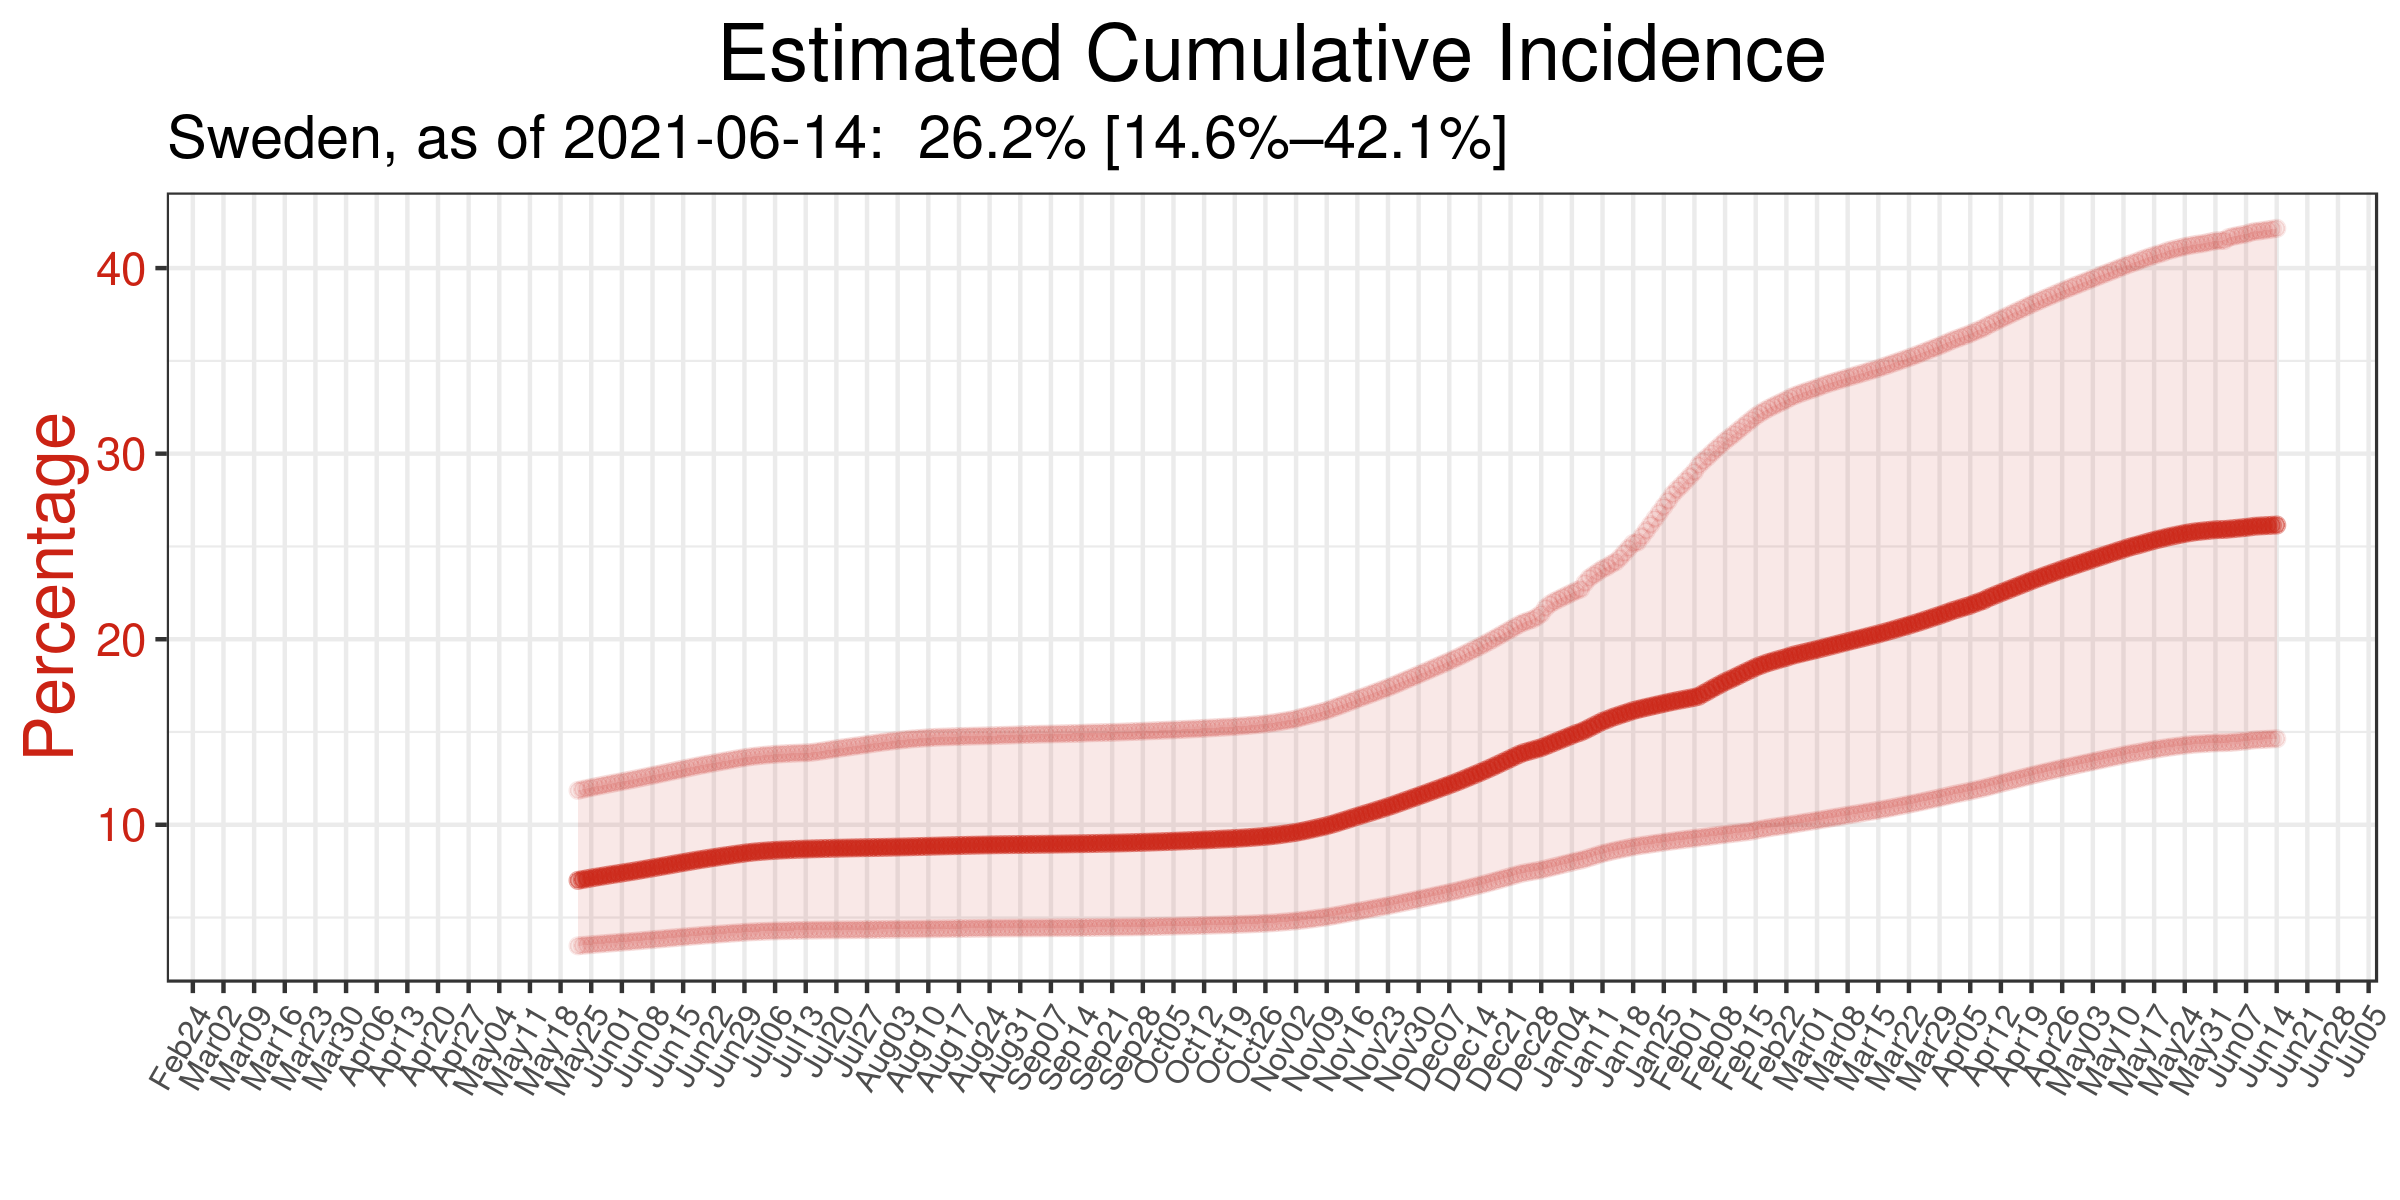 Estimated Cumulative Incidence
Sweden, as of 2021-06-14:  26.2% [14.6%–42.1%]
Percentage
40
30
20
10
Feb24
Mar02
Mar09
Mar16
Mar23
Mar30
Apr06
Apr13
Apr20
Apr27
May04
May11
May18
May25
Jun01
Jun08
Jun15
Jun22
Jun29
Jul06
Jul13
Jul20
Jul27
Aug03
Aug10
Aug17
Aug24
Aug31
Sep07
Sep14
Sep21
Sep28
Oct05
Oct12
Oct19
Oct26
Nov02
Nov09
Nov16
Nov23
Nov30
Dec07
Dec14
Dec21
Dec28
Jan04
Jan11
Jan18
Jan25
Feb01
Feb08
Feb15
Feb22
Mar01
Mar08
Mar15
Mar22
Mar29
Apr05
Apr12
Apr19
Apr26
May03
May10
May17
May24
May31
Jun07
Jun14
Jun21
Jun28
Jul05